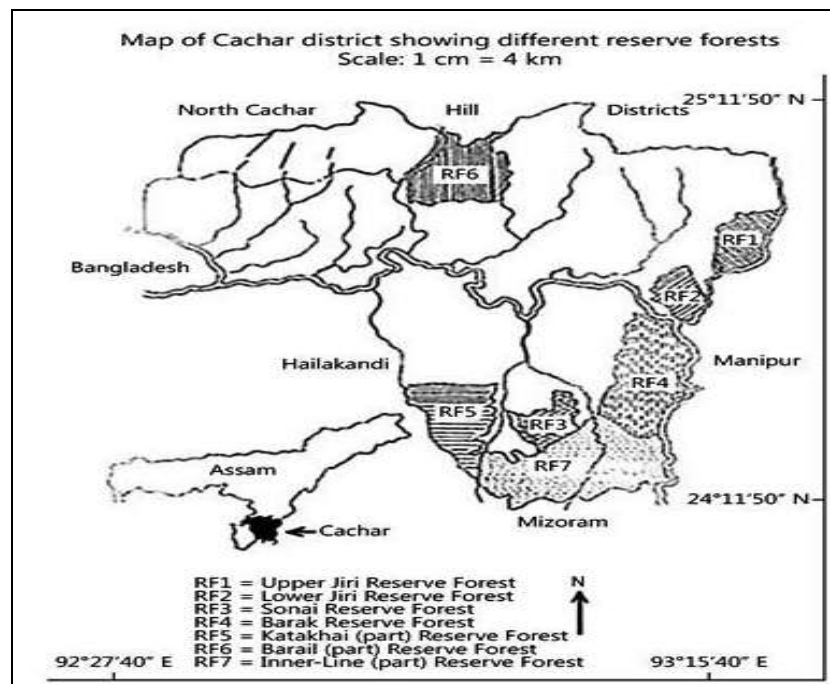 Map of Cachar district showing different reserve forests
Scale: 1 cm = 4 km
25°11'50" N
North Cachar Hill Districts
RF6
RF1
Bangladesh
RF2
Hailakandi
Manipur
RF4
RF5
RF3
RF7
Assam
24°11'50" N
Mizoram
Cachar
RF1 = Upper Jiri Reserve Forest
RF2 = Lower Jiri Reserve Forest
RF3 = Sonai Reserve Forest
RF4 = Barak Reserve Forest
RF5 = Katakhai (part) Reserve Forest
RF6 = Barail (part) Reserve Forest
RF7 = Inner-Line (part) Reserve Forest
N
92°27'40" E
93°15'40" E